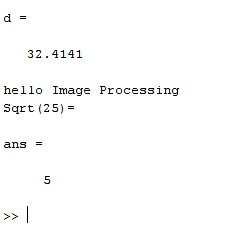 d =
32.4141
hello Image Processing
Sqrt(25)=
ans =
5
>>